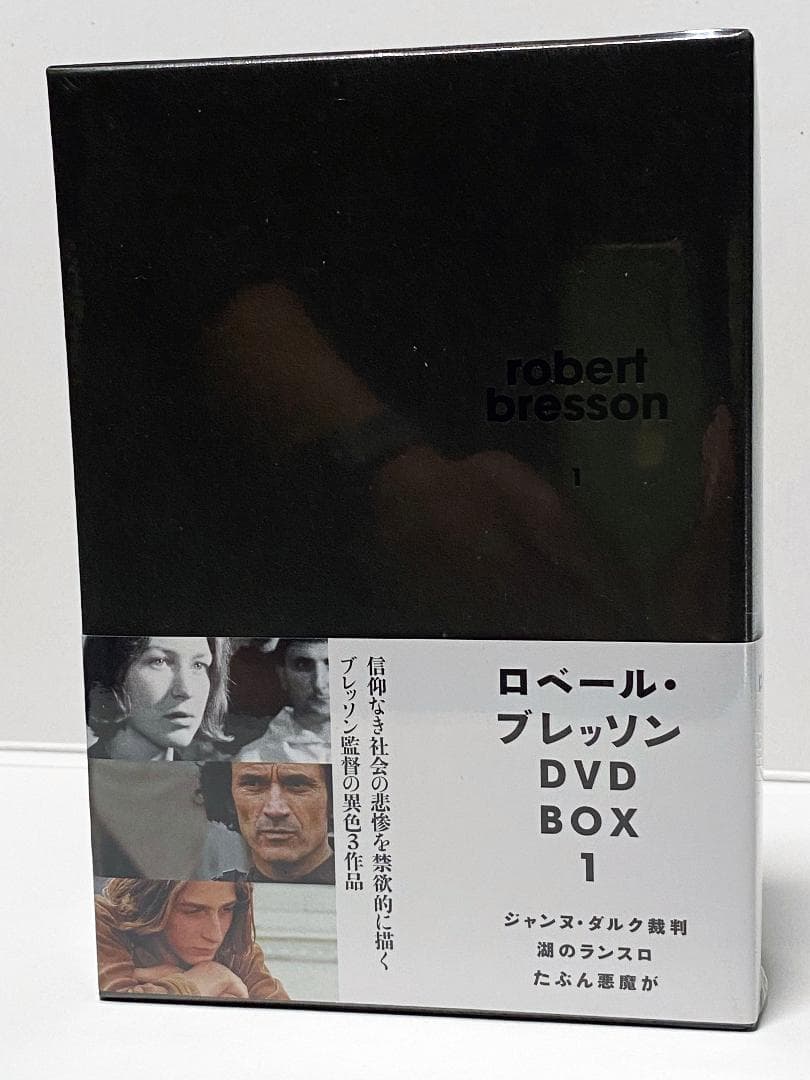 robert
bresson
1
信仰なき社会の悲惨を禁欲的に描く
ブレッソン監督の異色3作品
ロベール・
ブレッソン
DVD
BOX
1
ジャンヌ・ダルク裁判
湖のランスロ
たぶん悪魔が